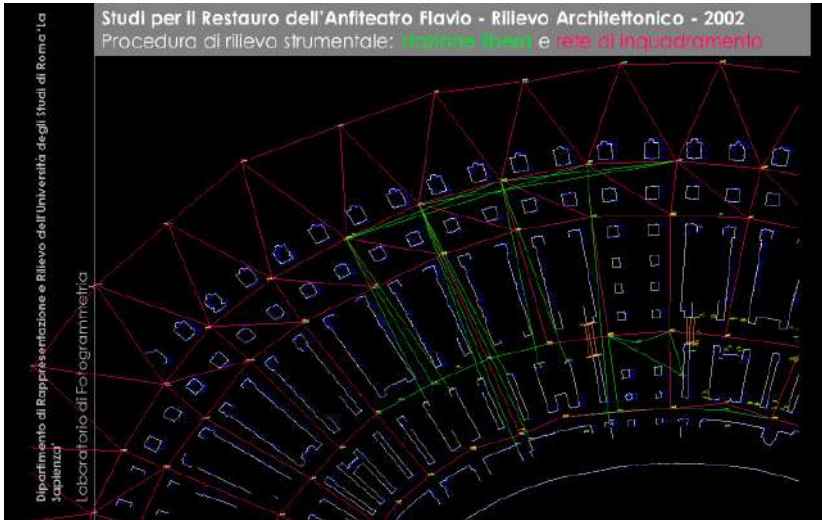 Studi per il Restauro dell'Anfiteatro Flavio - Rilievo Architettonico - 2002
Procedura di rilievo strumentale: stazione libera e rete di inquadramento
Dipartimento di Rappresentazione e Rilievo dell'Università degli Studi di Roma 'La
Sapienza'
Laboratorio di Fotogrammetria